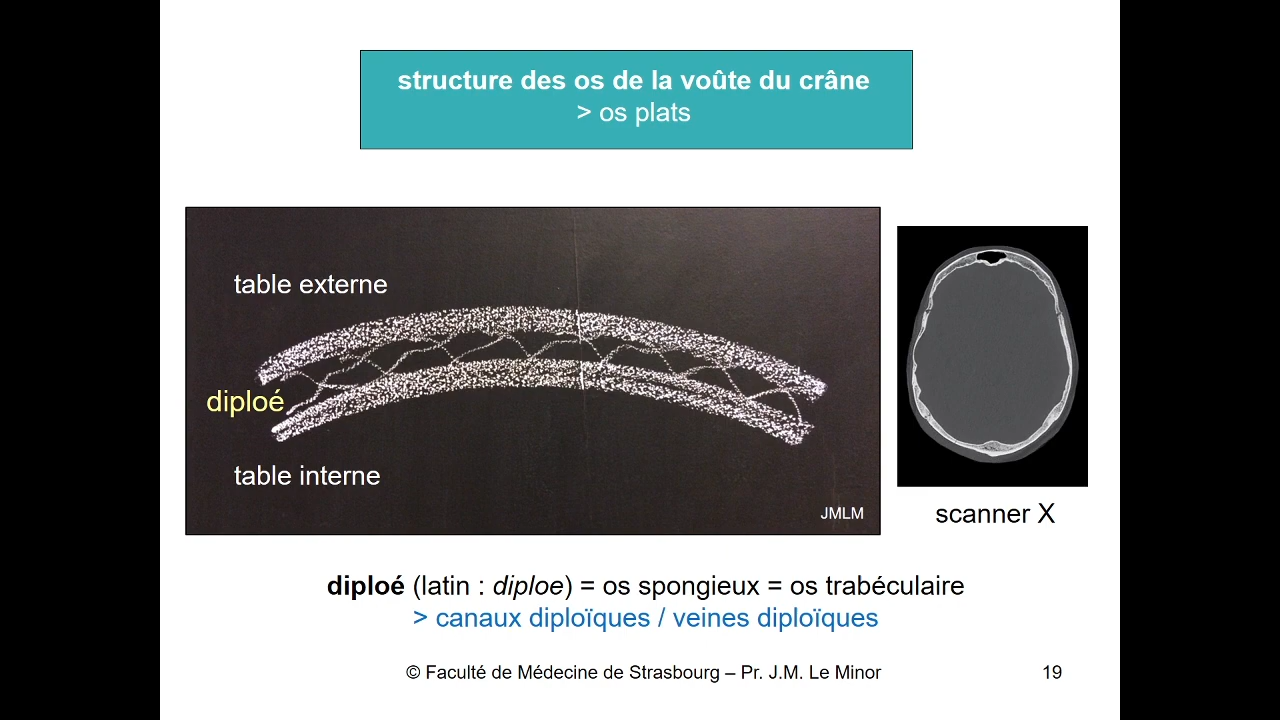 structure des os de la voûte du crâne
> os plats
table externe
diploé
table interne
JMLM
scanner X
diploé (latin : diploe) = os spongieux = os trabéculaire
> canaux diploïques / veines diploïques
© Faculté de Médecine de Strasbourg – Pr. J.M. Le Minor
19